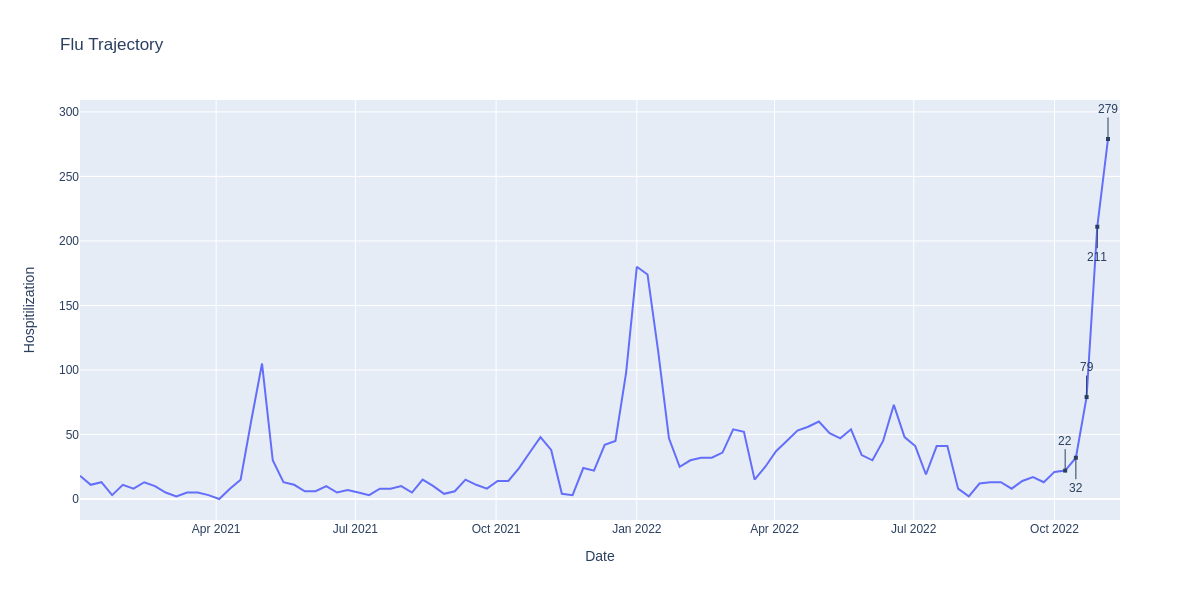 Flu Trajectory
300
250
200
150
100
50
0
Hospitilization
279
211
79
22
32
Apr 2021
Jul 2021
Oct 2021
Jan 2022
Apr 2022
Jul 2022
Oct 2022
Date